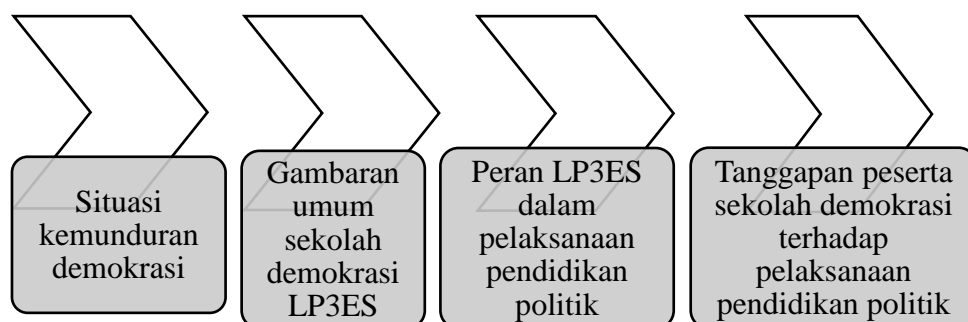 Situasi
kemunduran
demokrasi
Gambaran
umum
sekolah
demokrasi
LP3ES
Peran LP3ES
dalam
pelaksanaan
pendidikan
politik
Tanggapan peserta
sekolah demokrasi
terhadap
pelaksanaan
pendidikan politik